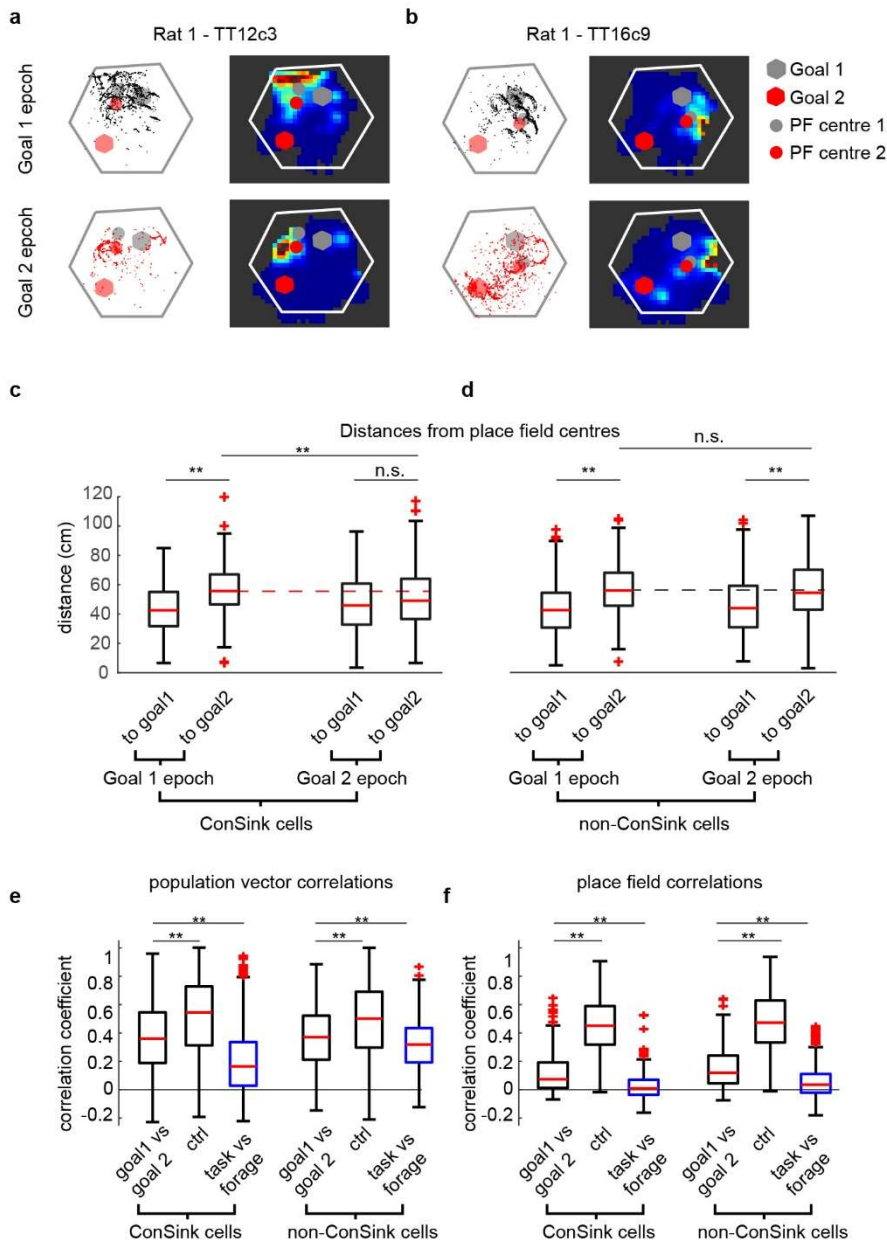 a
b
Rat 1 - TT12c3
Rat 1 - TT16c9
Goal 1 epcoh
Goal 2 epcoh
Goal 1
Goal 2
PF centre 1
PF centre 2
c
d
Distances from place field centres
**
**
n.s.
n.s.
**
**
distance (cm)
120
100
80
60
40
20
0
to goal1
to goal2
to goal1
to goal2
to goal1
to goal2
to goal1
to goal2
Goal 1 epoch
Goal 2 epoch
Goal 1 epoch
Goal 2 epoch
ConSink cells
non-ConSink cells
e
population vector correlations
f
place field correlations
**
**
**
**
**
**
**
**
correlation coefficient
1
0.8
0.6
0.4
0.2
0
-0.2
correlation coefficient
1
0.8
0.6
0.4
0.2
0
-0.2
goal1 vs
goal 2
ctrl
task vs
forage
goal1 vs
goal 2
ctrl
task vs
forage
goal1 vs
goal 2
ctrl
task vs
forage
goal1 vs
goal 2
ctrl
task vs
forage
ConSink cells
non-ConSink cells
ConSink cells
non-ConSink cells